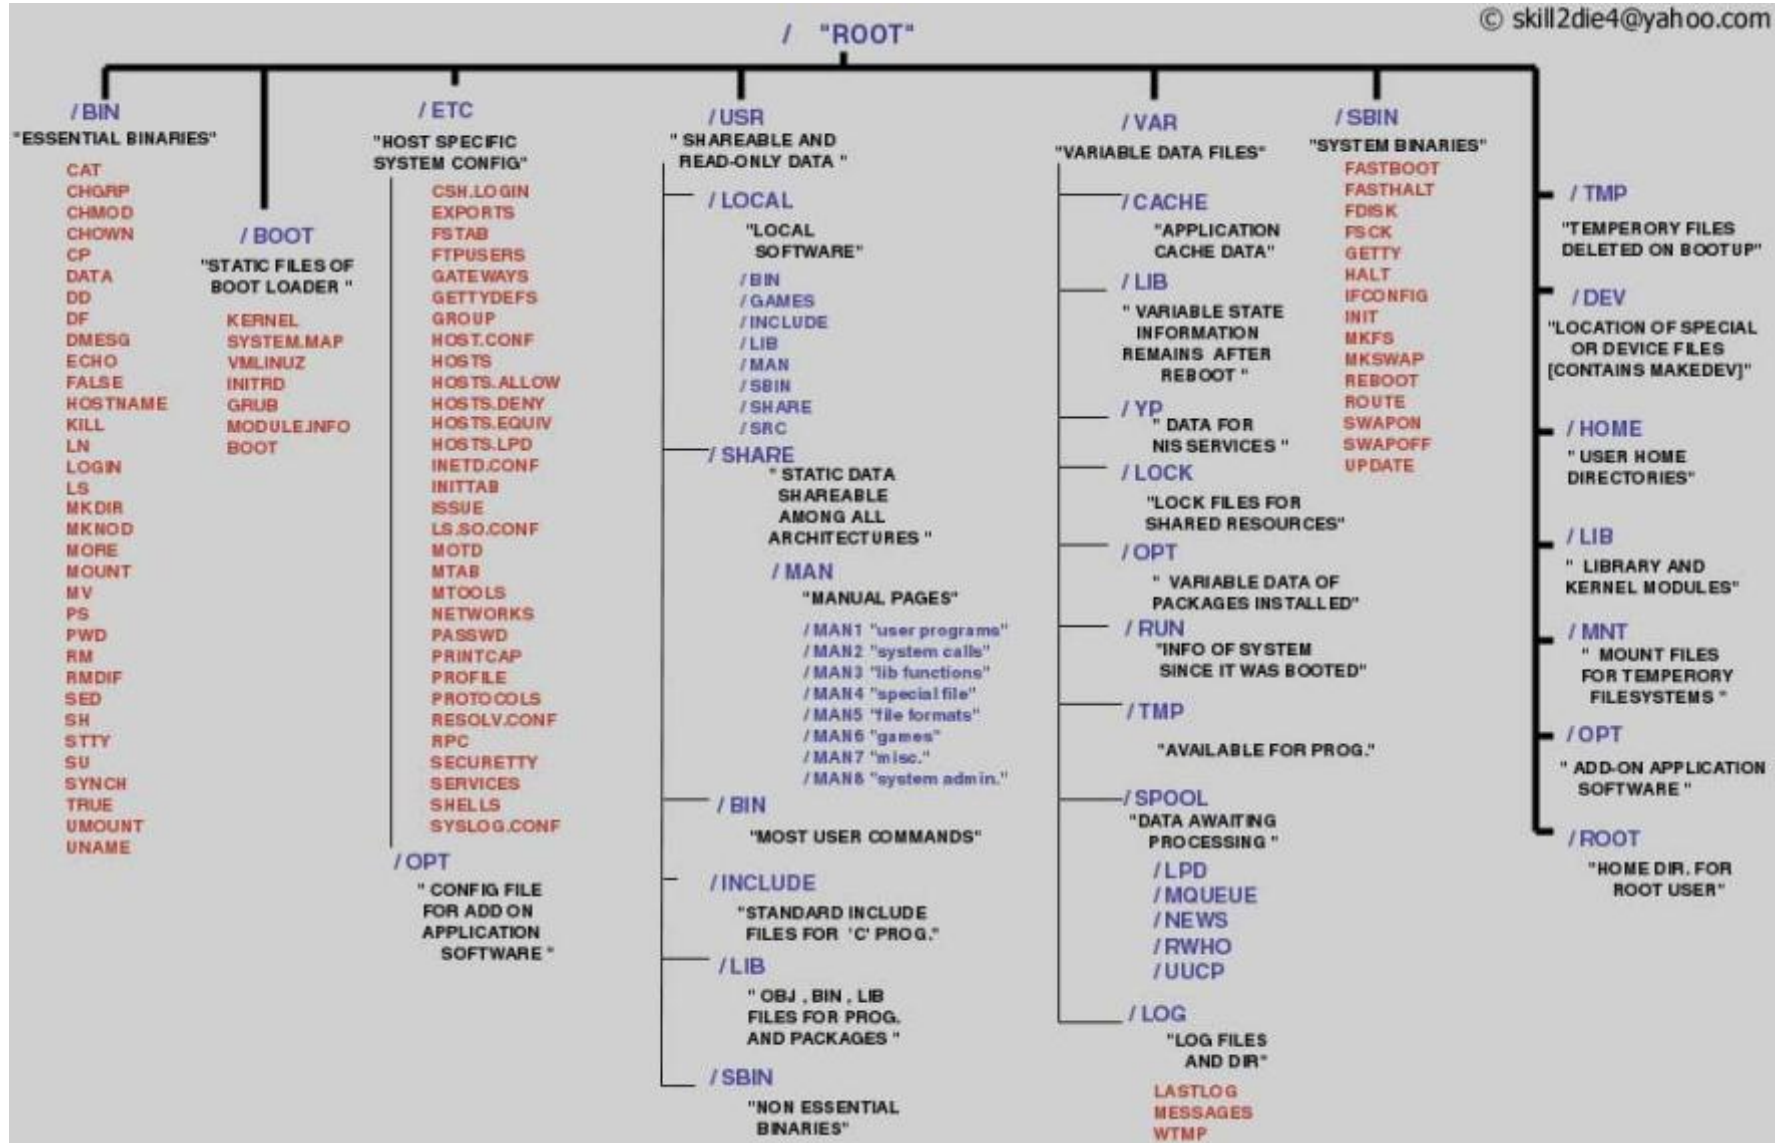 © skill2die4@yahoo.com
/ "ROOT"
/BIN
"ESSENTIAL BINARIES"
CAT
CHGRP
CHMOD
CHOWN
CP
DATA
DD
DF
DMESG
ECHO
FALSE
HOSTNAME
KILL
LN
LOGIN
LS
MKDIR
MKNOD
MORE
MOUNT
MV
PS
PWD
RM
RMDIF
SED
SH
STTY
SU
SYNCH
TRUE
UMOUNT
UNAME
/BOOT
"STATIC FILES OF
BOOT LOADER "
KERNEL
SYSTEM.MAP
VMLINUZ
INITRD
GRUB
MODULE.INFO
BOOT
/ETC
"HOST SPECIFIC
SYSTEM CONFIG"
CSH.LOGIN
EXPORTS
FSTAB
FTPUSERS
GATEWAYS
GETTYDEFS
GROUP
HOST.CONF
HOSTS
HOSTS.ALLOW
HOSTS.DENY
HOSTS.EQUIV
HOSTS.LPD
INETD.CONF
INITTAB
ISSUE
LS.SO.CONF
MOTD
MTAB
MTOOLS
NETWORKS
PASSWD
PRINTCAP
PROFILE
PROTOCOLS
RESOLV.CONF
RPC
SECURETTY
SERVICES
SHELLS
SYSLOG.CONF
/OPT
" CONFIG FILE
FOR ADD ON
APPLICATION
SOFTWARE "
/USR
" SHAREABLE AND
READ-ONLY DATA "
/LOCAL
"LOCAL
SOFTWARE"
/BIN
/GAMES
/INCLUDE
/LIB
/MAN
/SBIN
/SHARE
/SRC
/SHARE
" STATIC DATA
SHAREABLE
AMONG ALL
ARCHITECTURES "
/MAN
"MANUAL PAGES"
/MAN1 "user programs"
/MAN2 "system calls"
/MAN3 "lib functions"
/MAN4 "special file"
/MAN5 "file formats"
/MAN6 "games"
/MAN7 "misc."
/MAN8 "system admin."
/BIN
"MOST USER COMMANDS"
/INCLUDE
"STANDARD INCLUDE
FILES FOR 'C' PROG."
/LIB
" OBJ , BIN , LIB
FILES FOR PROG.
AND PACKAGES "
/SBIN
"NON ESSENTIAL
BINARIES"
/VAR
"VARIABLE DATA FILES"
/CACHE
"APPLICATION
CACHE DATA"
/LIB
" VARIABLE STATE
INFORMATION
REMAINS AFTER
REBOOT "
/YP
" DATA FOR
NIS SERVICES "
/LOCK
"LOCK FILES FOR
SHARED RESOURCES"
/OPT
" VARIABLE DATA OF
PACKAGES INSTALLED"
/RUN
"INFO OF SYSTEM
SINCE IT WAS BOOTED"
/TMP
"AVAILABLE FOR PROG."
/SPOOL
"DATA AWAITING
PROCESSING "
/LPD
/MQUEUE
/NEWS
/RWHO
/UUCP
/LOG
"LOG FILES
AND DIR"
LASTLOG
MESSAGES
WTMP
/SBIN
"SYSTEM BINARIES"
FASTBOOT
FASTHALT
FDISK
FSCK
GETTY
HALT
IFCONFIG
INIT
MKFS
MKSWAP
REBOOT
ROUTE
SWAPON
SWAPOFF
UPDATE
/TMP
"TEMPERORY FILES
DELETED ON BOOTUP"
/DEV
"LOCATION OF SPECIAL
OR DEVICE FILES
[CONTAINS MAKEDEV]"
/HOME
" USER HOME
DIRECTORIES"
/LIB
" LIBRARY AND
KERNEL MODULES"
/MNT
" MOUNT FILES
FOR TEMPERORY
FILESYSTEMS "
/OPT
" ADD-ON APPLICATION
SOFTWARE "
/ROOT
"HOME DIR. FOR
ROOT USER"